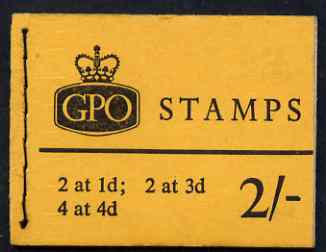 GPO STAMPS
2 at 1d; 2 at 3d
4 at 4d 2/-